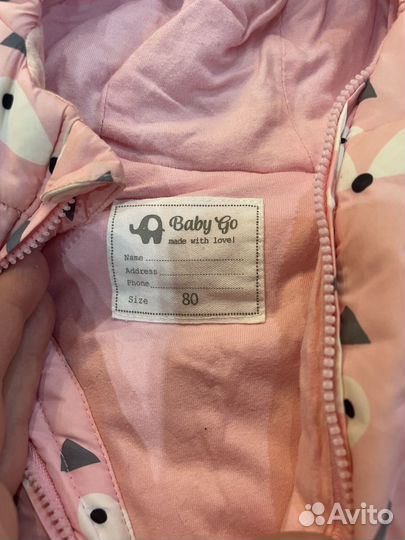 Baby Go
made with love!
Name
Address
Phone
Size 80
Avito